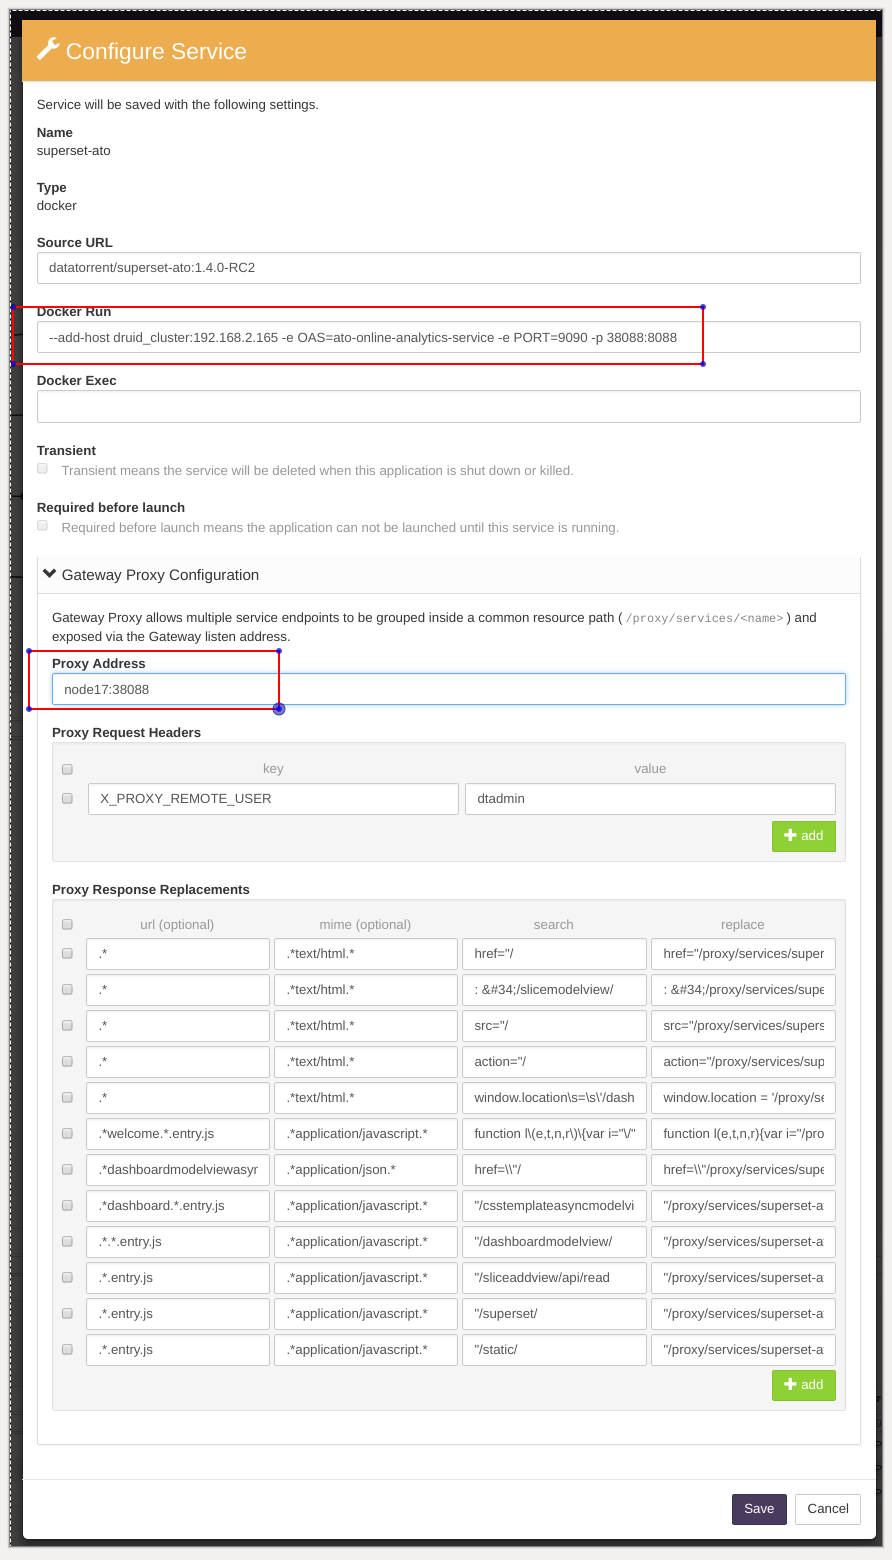 Configure Service
Service will be saved with the following settings.
Name
superset-ato
Type
docker
Source URL
datatorrent/superset-ato:1.4.0-RC2
Docker Run
--add-host druid_cluster:192.168.2.165 -e OAS=ato-online-analytics-service -e PORT=9090 -p 38088:8088
Docker Exec
Transient
Transient means the service will be deleted when this application is shut down or killed.
Required before launch
Required before launch means the application can not be launched until this service is running.
Gateway Proxy Configuration
Gateway Proxy allows multiple service endpoints to be grouped inside a common resource path ( /proxy/services/<name> ) and
exposed via the Gateway listen address.
Proxy Address
node17:38088
Proxy Request Headers
key value
X_PROXY_REMOTE_USER dtadmin
add
Proxy Response Replacements
url (optional) mime (optional) search replace
.* .*text/html.* href="/ href="/proxy/services/super
.* .*text/html.* : &#34;/slicemodelview/ : &#34;/proxy/services/supe
.* .*text/html.* src="/ src="/proxy/services/supers
.* .*text/html.* action="/ action="/proxy/services/sup
.* .*text/html.* window.location\s=\s\'/dash window.location = '/proxy/se
.*welcome.*.entry.js .*application/javascript.* function l\(e,t,n,r\)\{var i="\/" function l(e,t,n,r){var i="/pro
.*dashboardmodelviewasyr .*application/json.* href=\\"/ href=\\"/proxy/services/supe
.*dashboard.*.entry.js .*application/javascript.* "/csstemplateasyncmodelvi "/proxy/services/superset-a
.*.*.entry.js .*application/javascript.* "/dashboardmodelview/ "/proxy/services/superset-a
.*.entry.js .*application/javascript.* "/sliceaddview/api/read "/proxy/services/superset-a
.*.entry.js .*application/javascript.* "/superset/ "/proxy/services/superset-a
.*.entry.js .*application/javascript.* "/static/ "/proxy/services/superset-a
add
Save Cancel